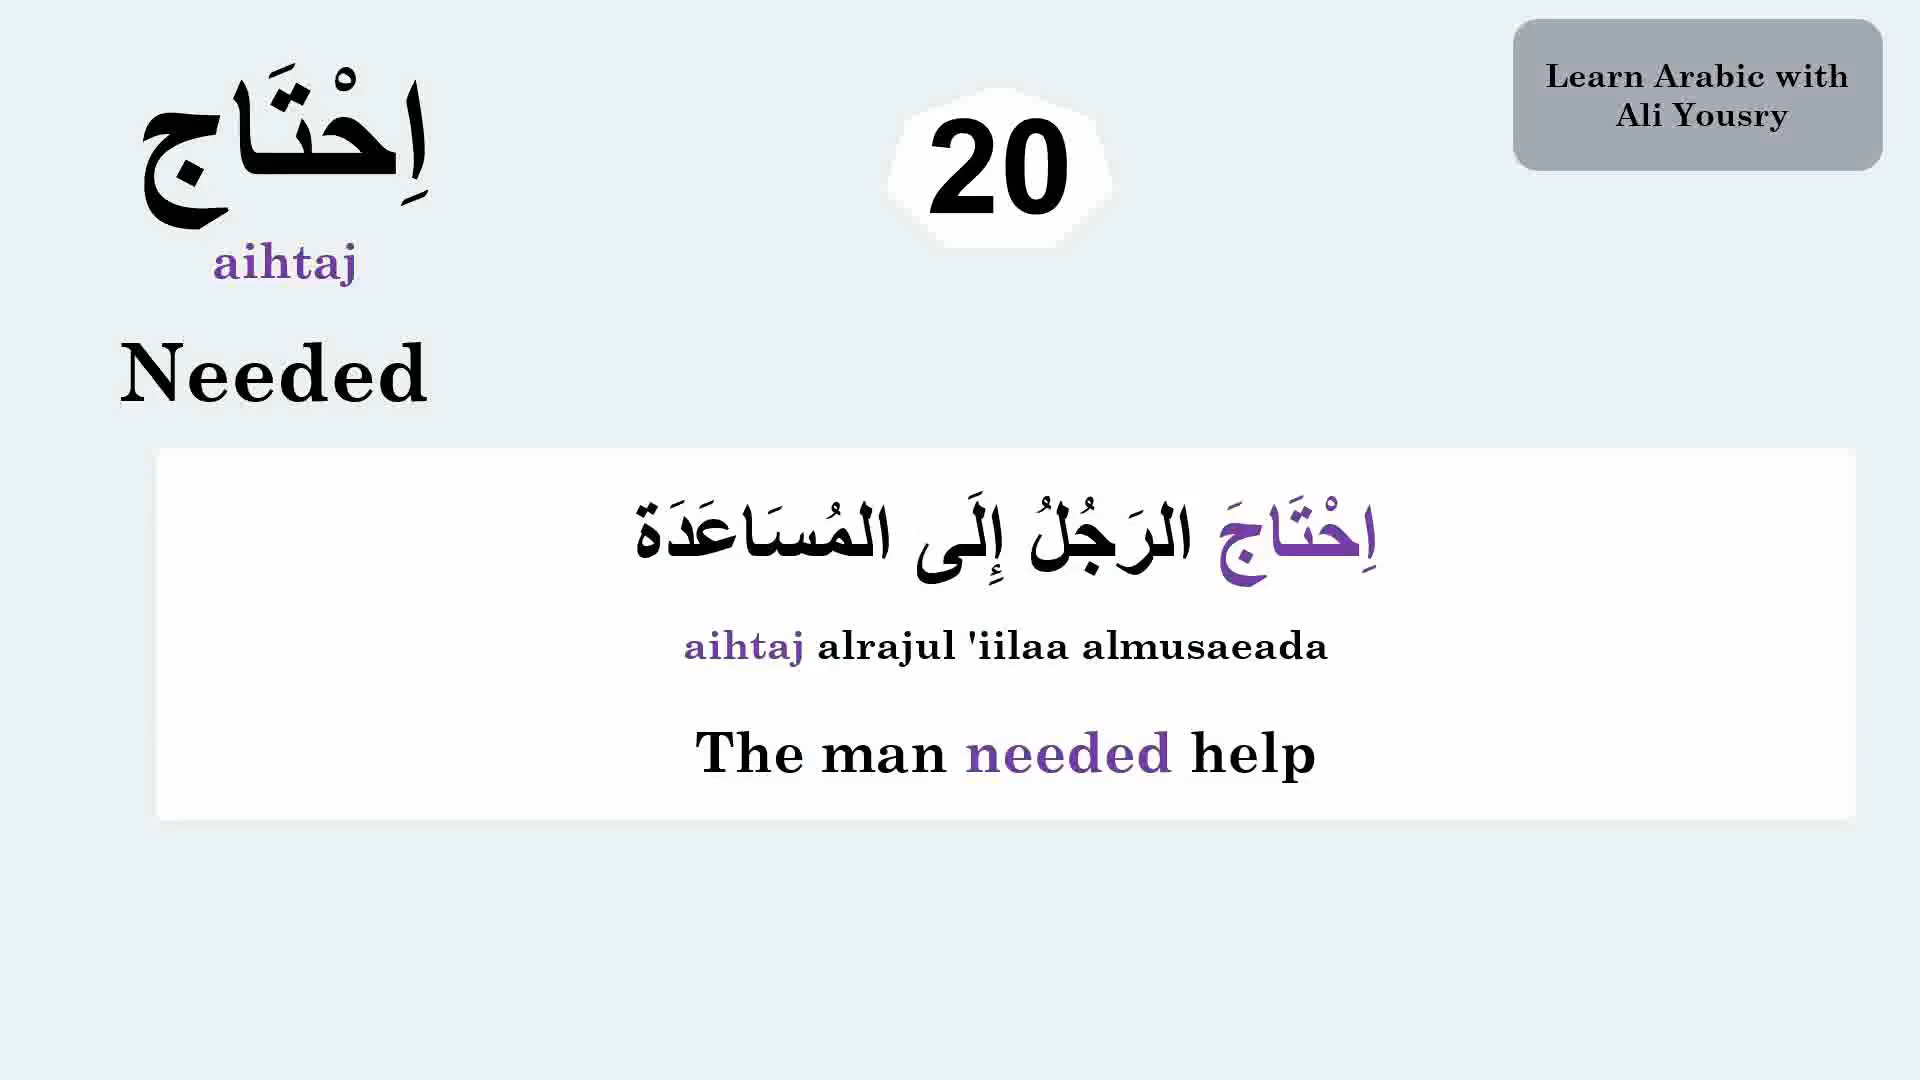 اِحْتَاج
aihtaj
Needed
20
Learn Arabic with
Ali Yousry
اِحْتَاجَ الرَجُلُ إِلَى المُسَاعَدَة
aihtaj alrajul 'iilaa almusaeada
The man needed help